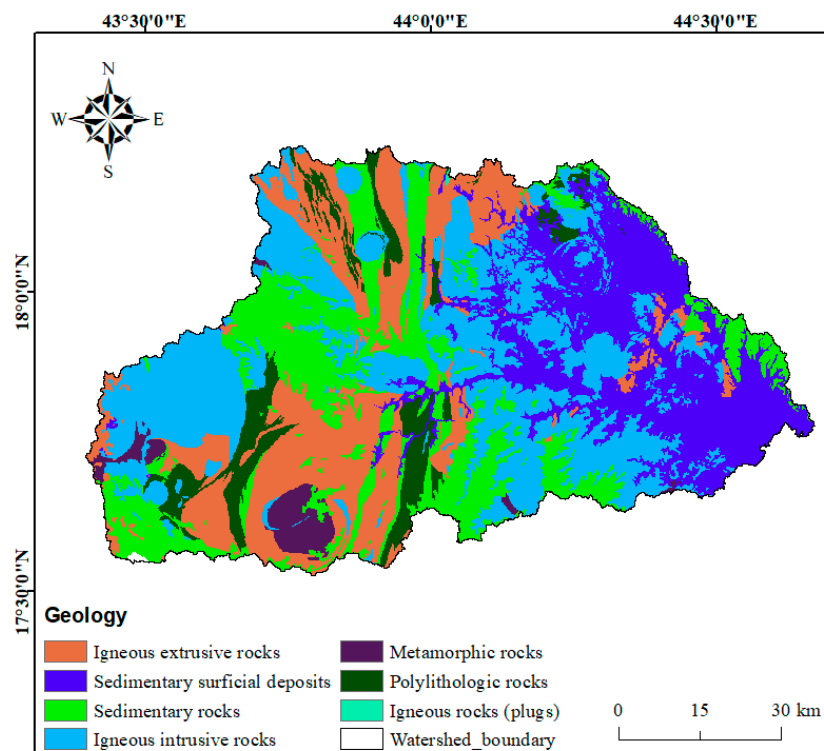 43°30'0"E 44°0'0"E 44°30'0"E
N
W E
S
18°0'0"N
17°30'0"N
Geology
Igneous extrusive rocks Metamorphic rocks
Sedimentary surficial deposits Polylithologic rocks
Sedimentary rocks Igneous rocks (plugs)
Igneous intrusive rocks Watershed_boundary
0 15 30 km